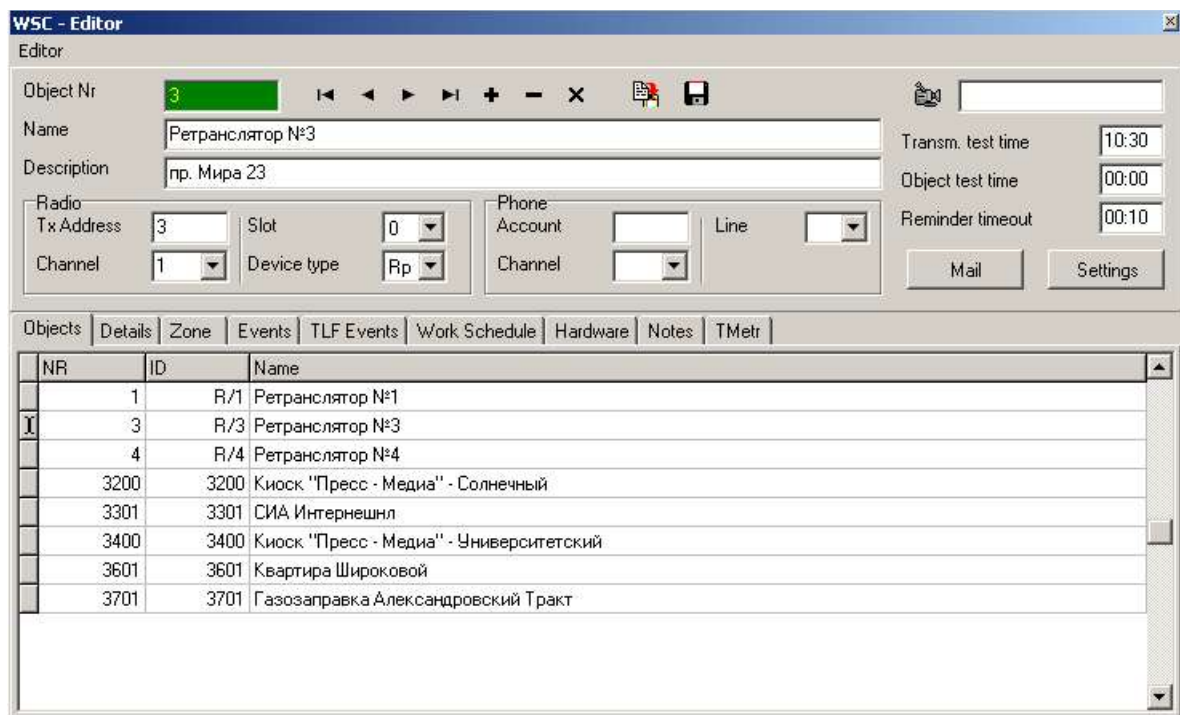 WSC - Editor
Editor
Object Nr 3
Name Ретранслятор №3
Description пр. Мира 23
Transm. test time 10:30
Object test time 00:00
Reminder timeout 00:10
Radio
Tx Address 3 Slot 0
Channel 1 Device type Rp
Phone
Account Line
Channel
Mail Settings
Objects Details Zone Events TLF Events Work Schedule Hardware Notes TMetr
NR ID Name
1 R/1 Ретранслятор №1
3 R/3 Ретранслятор №3
4 R/4 Ретранслятор №4
3200 3200 Киоск "Пресс - Медиа" - Солнечный
3301 3301 СИА Интернешнл
3400 3400 Киоск "Пресс - Медиа" - Университетский
3601 3601 Квартира Широковой
3701 3701 Газозаправка Александровский Тракт